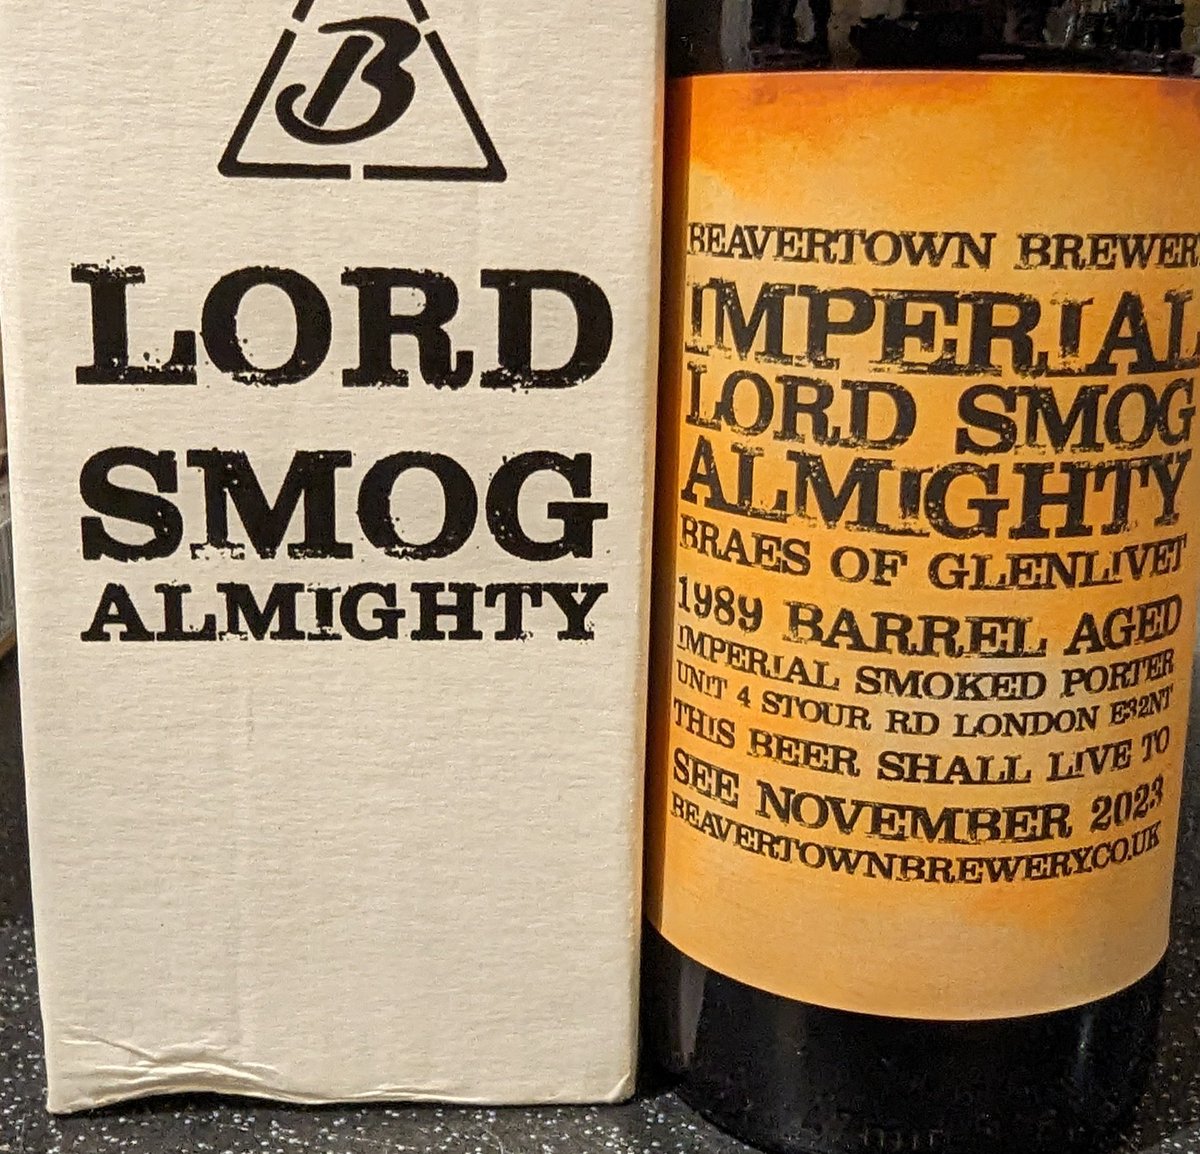 B
LORD
SMOG
ALMIGHTY
BEAVERTOWN BREWER
IMPERIAL
LORD SMOG
ALMIGHTY
BRAES OF GLENLIVET
1989 BARREL AGED
IMPERIAL SMOKED PORTER
UNIT 4 STOUR RD LONDON E32NT
THIS BEER SHALL LIVE TO
SEE NOVEMBER 2023
BEAVERTOWNBREWERY.CO.UK